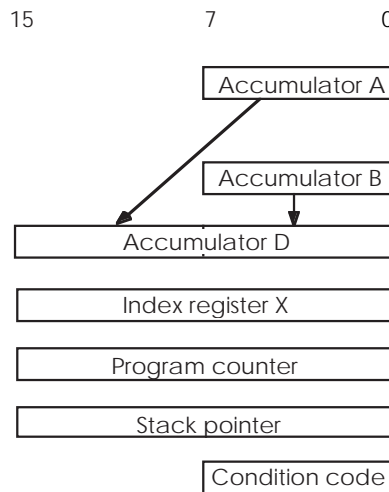 15 7 0
Accumulator A
Accumulator B
Accumulator D
Index register X
Program counter
Stack pointer
Condition code